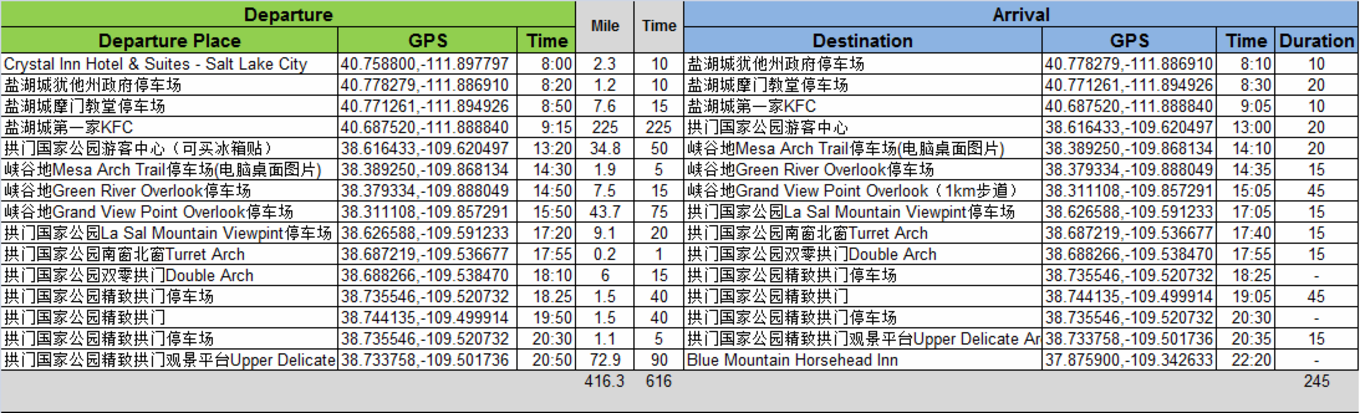 Departure Mile Time Arrival
Departure Place GPS Time Destination GPS Time Duration
Crystal Inn Hotel & Suites - Salt Lake City 40.758800,-111.897797 8:00 2.3 10 盐湖城犹他州政府停车场 40.778279,-111.886910 8:10 10
盐湖城犹他州政府停车场 40.778279,-111.886910 8:20 1.2 10 盐湖城摩门教堂停车场 40.771261,-111.894926 8:30 20
盐湖城摩门教堂停车场 40.771261,-111.894926 8:50 7.6 15 盐湖城第一家KFC 40.687520,-111.888840 9:05 10
盐湖城第一家KFC 40.687520,-111.888840 9:15 225 225 拱门国家公园游客中心 38.616433,-109.620497 13:00 20
拱门国家公园游客中心（可买冰箱贴） 38.616433,-109.620497 13:20 34.8 50 峡谷地Mesa Arch Trail停车场(电脑桌面图片) 38.389250,-109.868134 14:10 20
峡谷地Mesa Arch Trail停车场(电脑桌面图片) 38.389250,-109.868134 14:30 1.9 5 峡谷地Green River Overlook停车场 38.379334,-109.888049 14:35 15
峡谷地Green River Overlook停车场 38.379334,-109.888049 14:50 7.5 15 峡谷地Grand View Point Overlook（1km步道） 38.311108,-109.857291 15:05 45
峡谷地Grand View Point Overlook停车场 38.311108,-109.857291 15:50 43.7 75 拱门国家公园La Sal Mountain Viewpint停车场 38.626588,-109.591233 17:05 15
拱门国家公园La Sal Mountain Viewpint停车场 38.626588,-109.591233 17:20 9.1 20 拱门国家公园南窗北窗Turret Arch 38.687219,-109.536677 17:40 15
拱门国家公园南窗北窗Turret Arch 38.687219,-109.536677 17:55 0.2 1 拱门国家公园双零拱门Double Arch 38.688266,-109.538470 17:55 15
拱门国家公园双零拱门Double Arch 38.688266,-109.538470 18:10 6 15 拱门国家公园精致拱门停车场 38.735546,-109.520732 18:25 -
拱门国家公园精致拱门停车场 38.735546,-109.520732 18.25 1.5 40 拱门国家公园精致拱门 38.744135,-109.499914 19:05 45
拱门国家公园精致拱门 38.744135,-109.499914 19:50 1.5 40 拱门国家公园精致拱门停车场 38.735546,-109.520732 20:30 -
拱门国家公园精致拱门停车场 38.735546,-109.520732 20:30 1.1 5 拱门国家公园精致拱门观景平台Upper Delicate Ar 38.733758,-109.501736 20:35 15
拱门国家公园精致拱门观景平台Upper Delicate 38.733758,-109.501736 20:50 72.9 90 Blue Mountain Horsehead Inn 37.875900,-109.342633 22:20 -
416.3 616 245